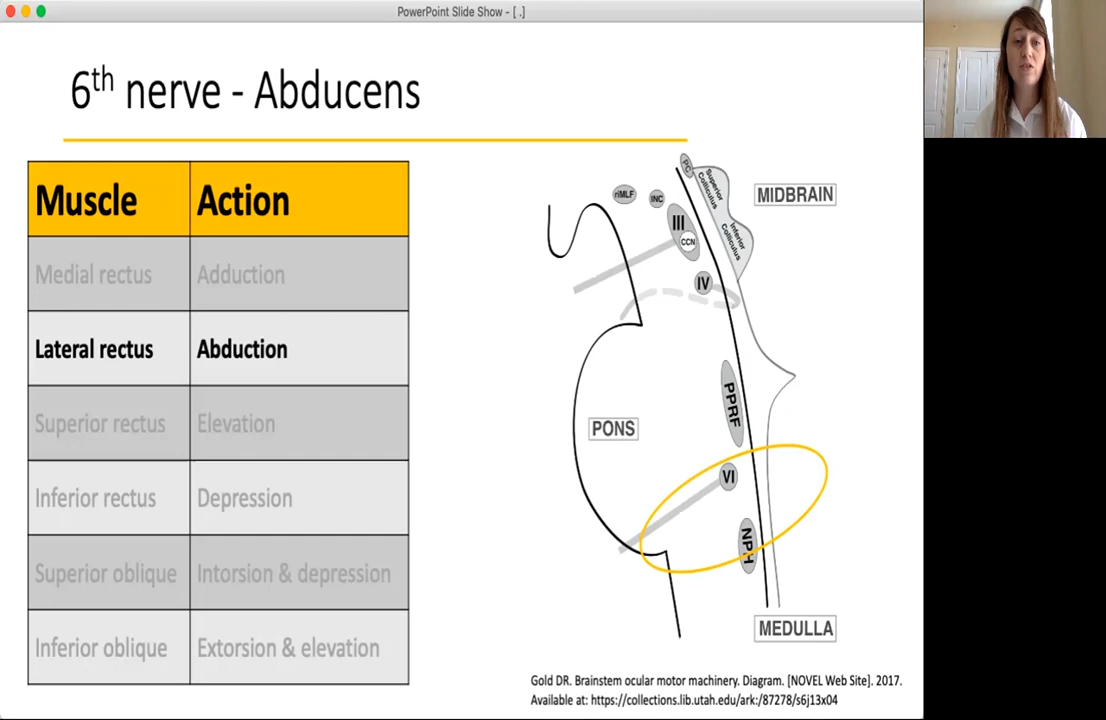 PowerPoint Slide Show - [ .]
6th nerve - Abducens
Muscle Action
Medial rectus Adduction
Lateral rectus Abduction
Superior rectus Elevation
Inferior rectus Depression
Superior oblique Intorsion & depression
Inferior oblique Extorsion & elevation
PC
Superior Colliculus
MIDBRAIN
riMLF
INC
III
CCN
Inferior Colliculus
IV
PPRF
PONS
VI
NPH
MEDULLA
Gold DR. Brainstem ocular motor machinery. Diagram. [NOVEL Web Site]. 2017.
Available at: https://collections.lib.utah.edu/ark:/87278/s6j13x04